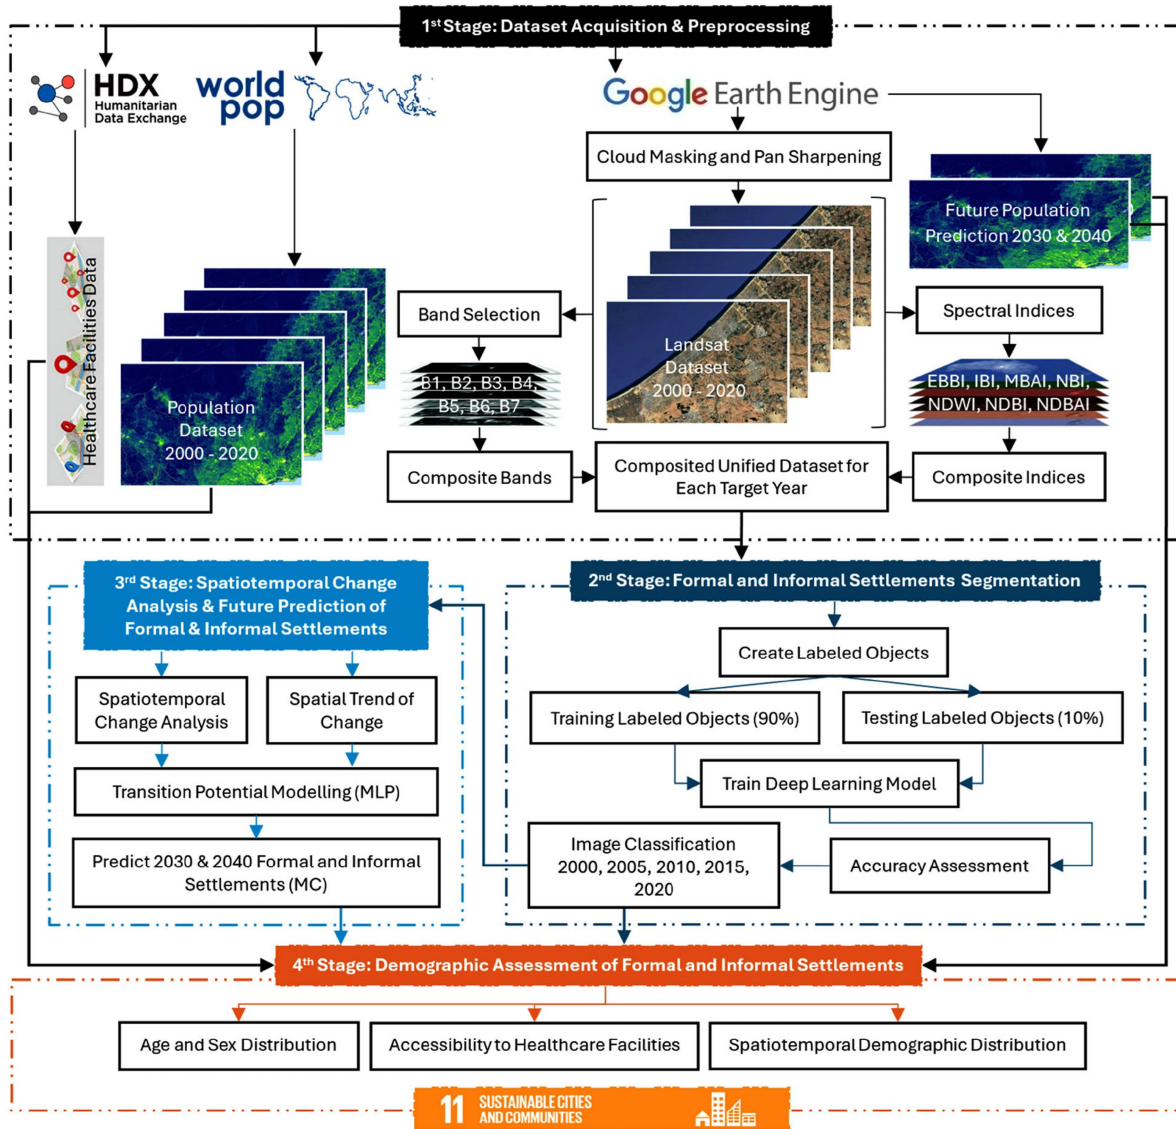 1st Stage: Dataset Acquisition & Preprocessing
HDX
Humanitarian
Data Exchange
world
pop
Google Earth Engine
Cloud Masking and Pan Sharpening
Future Population
Prediction 2030 & 2040
Healthcare Facilities Data
Population
Dataset
2000 - 2020
Band Selection
B1, B2, B3, B4,
B5, B6, B7
Composite Bands
Landsat
Dataset
2000 - 2020
Spectral Indices
EBBI, IBI, MBAI, NBI,
NDWI, NDBI, NDBAI
Composite Indices
Composited Unified Dataset for
Each Target Year
3rd Stage: Spatiotemporal Change
Analysis & Future Prediction of
Formal & Informal Settlements
Spatiotemporal
Change Analysis
Spatial Trend of
Change
Transition Potential Modelling (MLP)
Predict 2030 & 2040 Formal and Informal
Settlements (MC)
2nd Stage: Formal and Informal Settlements Segmentation
Create Labeled Objects
Training Labeled Objects (90%)
Testing Labeled Objects (10%)
Train Deep Learning Model
Image Classification
2000, 2005, 2010, 2015,
2020
Accuracy Assessment
4th Stage: Demographic Assessment of Formal and Informal Settlements
Age and Sex Distribution
Accessibility to Healthcare Facilities
Spatiotemporal Demographic Distribution
11 SUSTAINABLE CITIES
AND COMMUNITIES